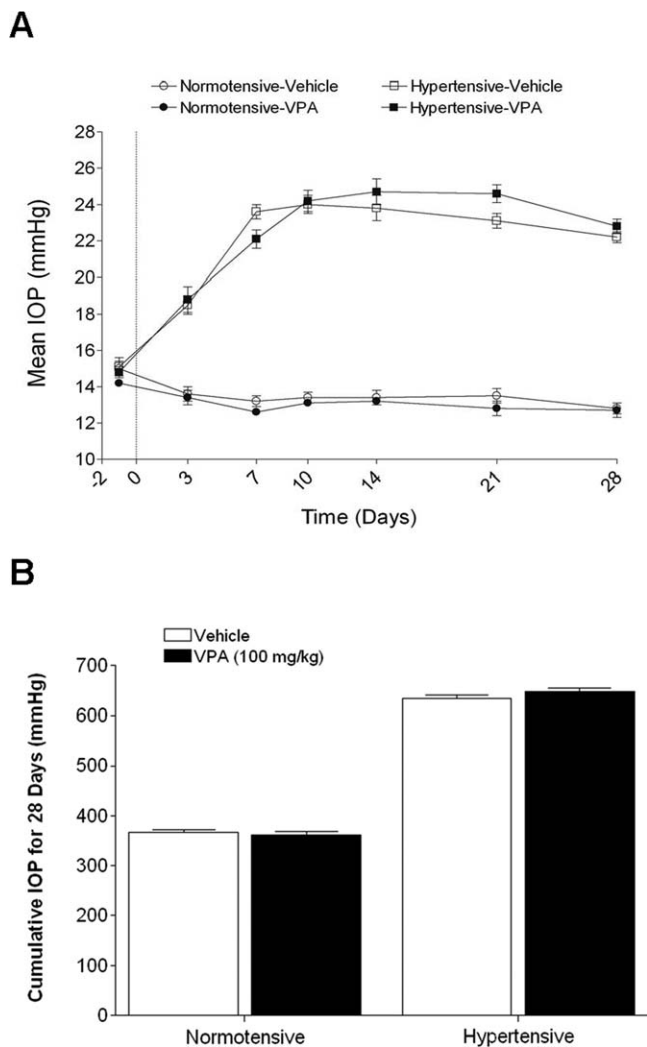 A
Normotensive-Vehicle Hypertensive-Vehicle
Normotensive-VPA Hypertensive-VPA
28
26
24
22
20
18
16
14
12
10
Mean IOP (mmHg)
-2 0 3 7 10 14 21 28
Time (Days)
B
Vehicle
VPA (100 mg/kg)
700
600
500
400
300
200
100
0
Cumulative IOP for 28 Days (mmHg)
Normotensive Hypertensive